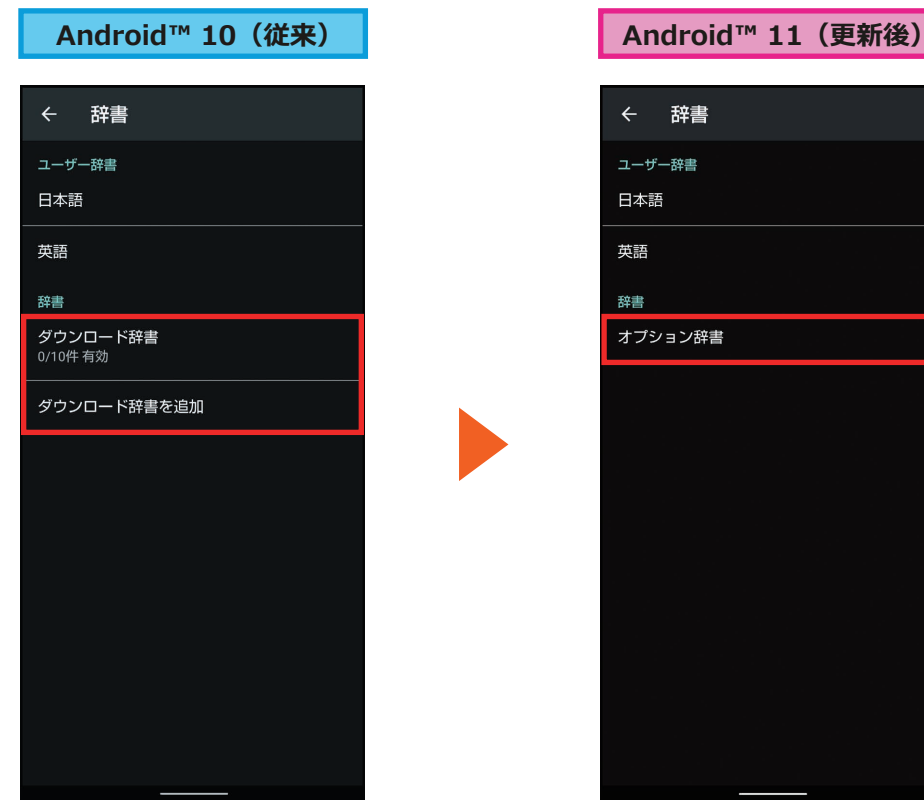 Android™ 10（従来）
辞書
ユーザー辞書
日本語
英語
辞書
ダウンロード辞書
0/10件 有効
ダウンロード辞書を追加
Android™ 11（更新後）
辞書
ユーザー辞書
日本語
英語
辞書
オプション辞書